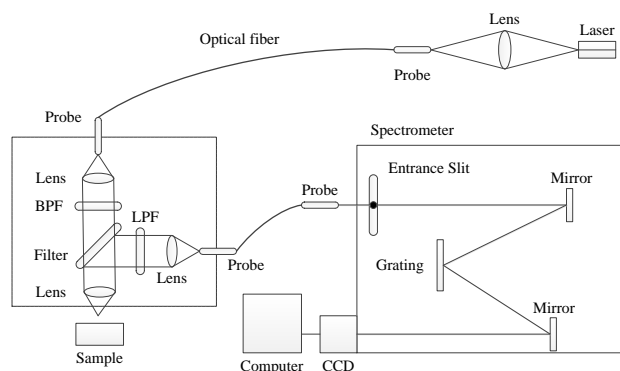 Lens
Laser
Optical fiber
Probe
Probe
Spectrometer
Entrance Slit
Mirror
Lens
Probe
BPF
LPF
Filter
Probe
Lens
Grating
Lens
Mirror
Sample
Computer
CCD